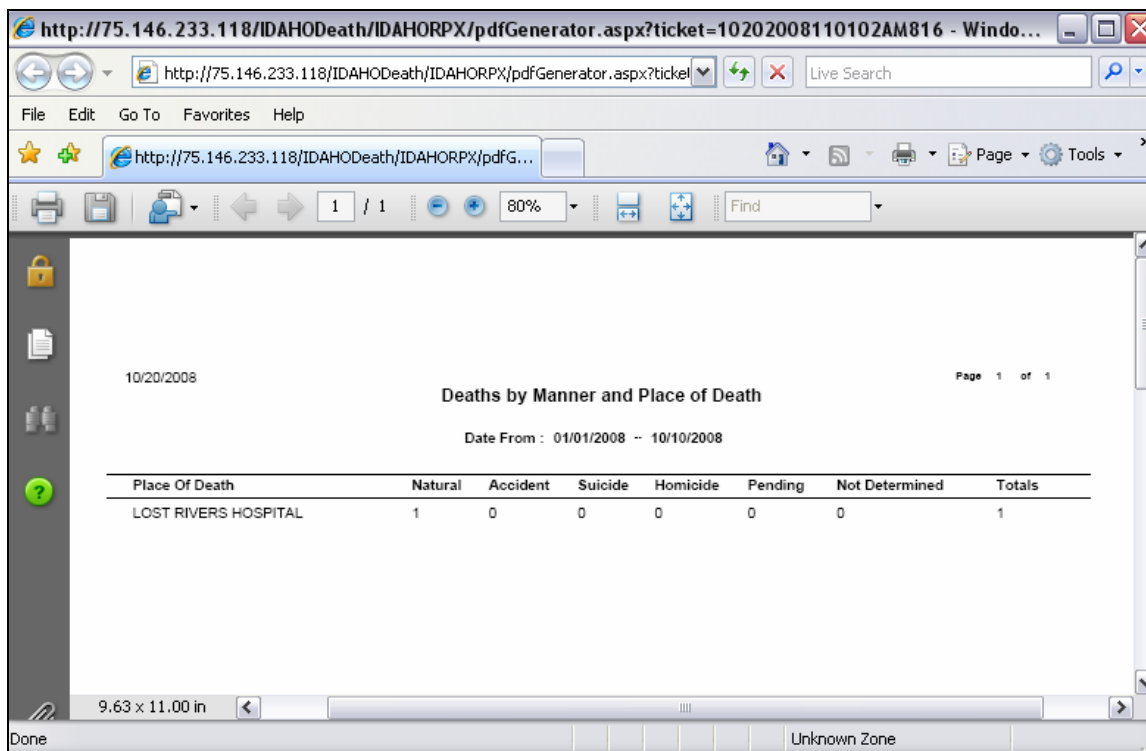 http://75.146.233.118/IDAHODeath/IDAHORPX/pdfGenerator.aspx?ticket=10202008110102AM816 - Windo...
http://75.146.233.118/IDAHODeath/IDAHORPX/pdfGenerator.aspx?ticket Live Search
File Edit Go To Favorites Help
http://75.146.233.118/IDAHODeath/IDAHORPX/pdfG... Page Tools
1 / 1 80% Find
10/20/2008 Page 1 of 1
Deaths by Manner and Place of Death
Date From : 01/01/2008 -- 10/10/2008
Place Of Death Natural Accident Suicide Homicide Pending Not Determined Totals
LOST RIVERS HOSPITAL 1 0 0 0 0 0 1
9.63 x 11.00 in
Done Unknown Zone